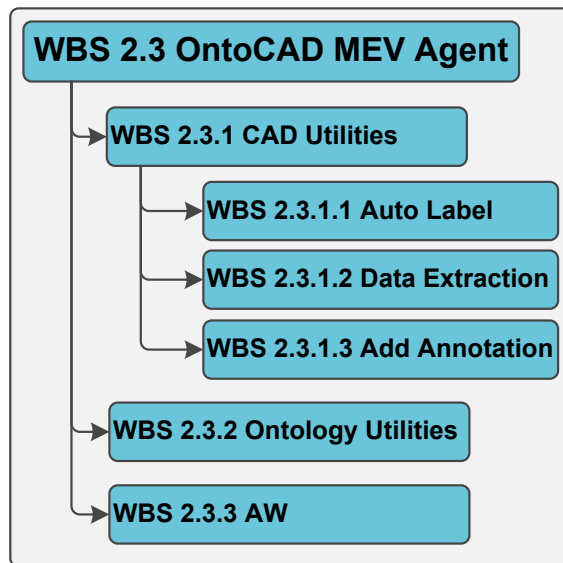 WBS 2.3 OntoCAD MEV Agent
WBS 2.3.1 CAD Utilities
WBS 2.3.1.1 Auto Label
WBS 2.3.1.2 Data Extraction
WBS 2.3.1.3 Add Annotation
WBS 2.3.2 Ontology Utilities
WBS 2.3.3 AW